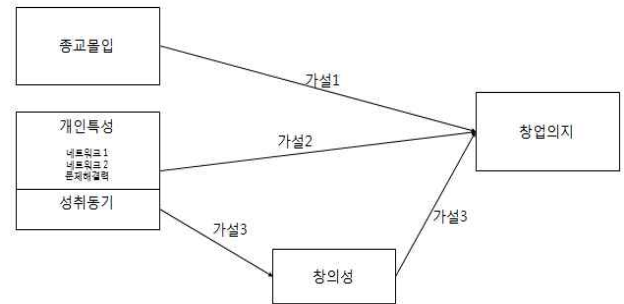 종교몰입
가설1
개인특성
네트워크 1
네트워크 2
문제해결력
성취동기
가설2
창업의지
가설3
가설3
창의성